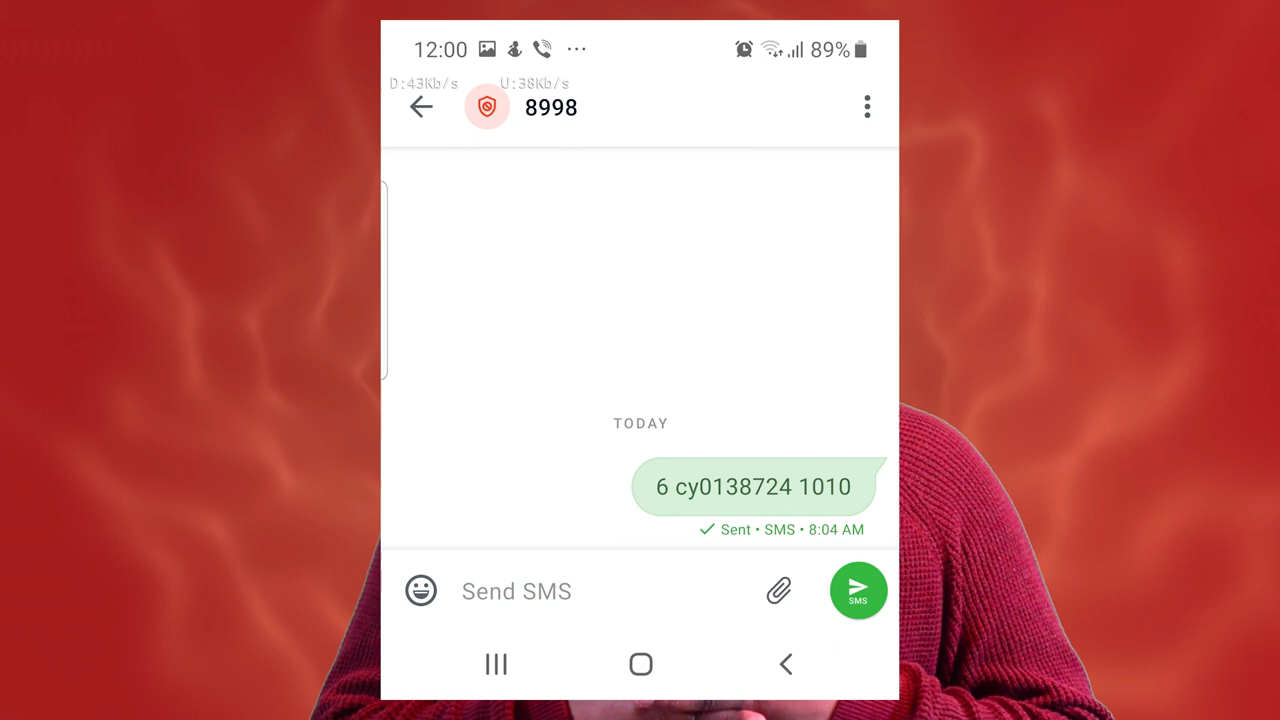 12:00 ... 89%
D:43Kb/s U:38Kb/s
8998
TODAY
6 cy0138724 1010
Sent • SMS • 8:04 AM
Send SMS
SMS